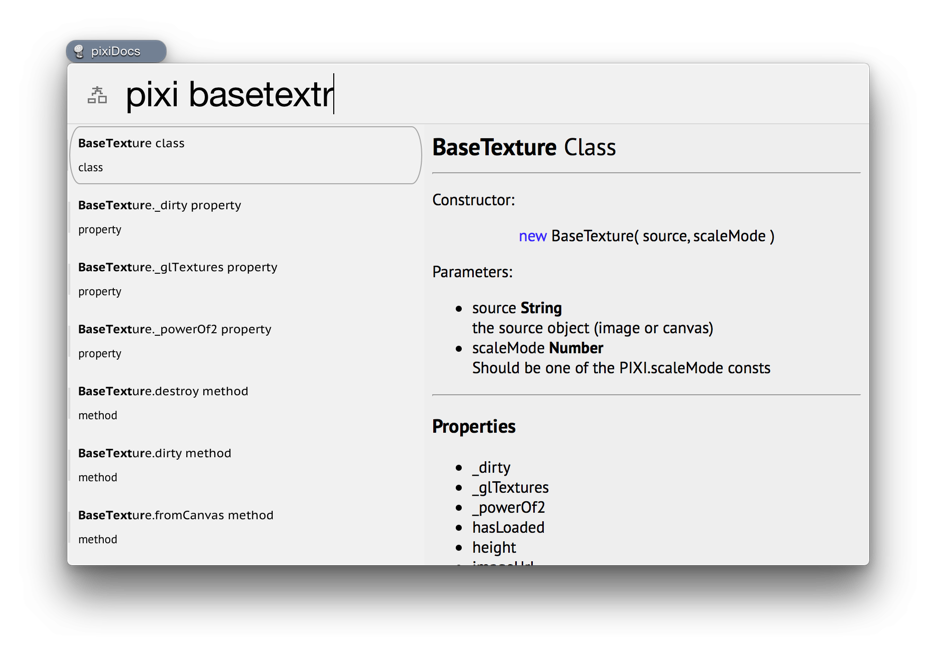 pixiDocs
pixi basetextr
BaseTexture class
class
BaseTexture._dirty property
property
BaseTexture._glTextures property
property
BaseTexture._powerOf2 property
property
BaseTexture.destroy method
method
BaseTexture.dirty method
method
BaseTexture.fromCanvas method
method
BaseTexture Class
Constructor:
new BaseTexture( source, scaleMode )
Parameters:
• source String
the source object (image or canvas)
• scaleMode Number
Should be one of the PIXI.scaleMode consts
Properties
• _dirty
• _glTextures
• _powerOf2
• hasLoaded
• height
• imageUrl